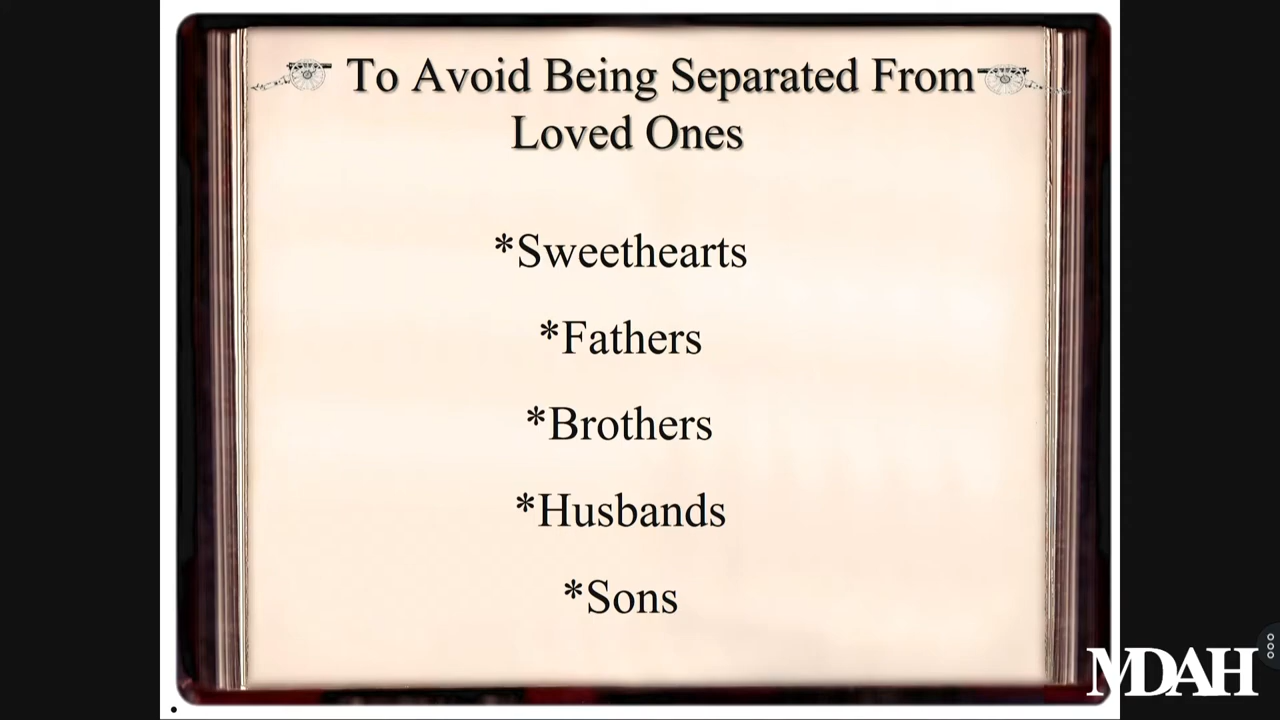 To Avoid Being Separated From
Loved Ones
*Sweethearts
*Fathers
*Brothers
*Husbands
*Sons
MDAH